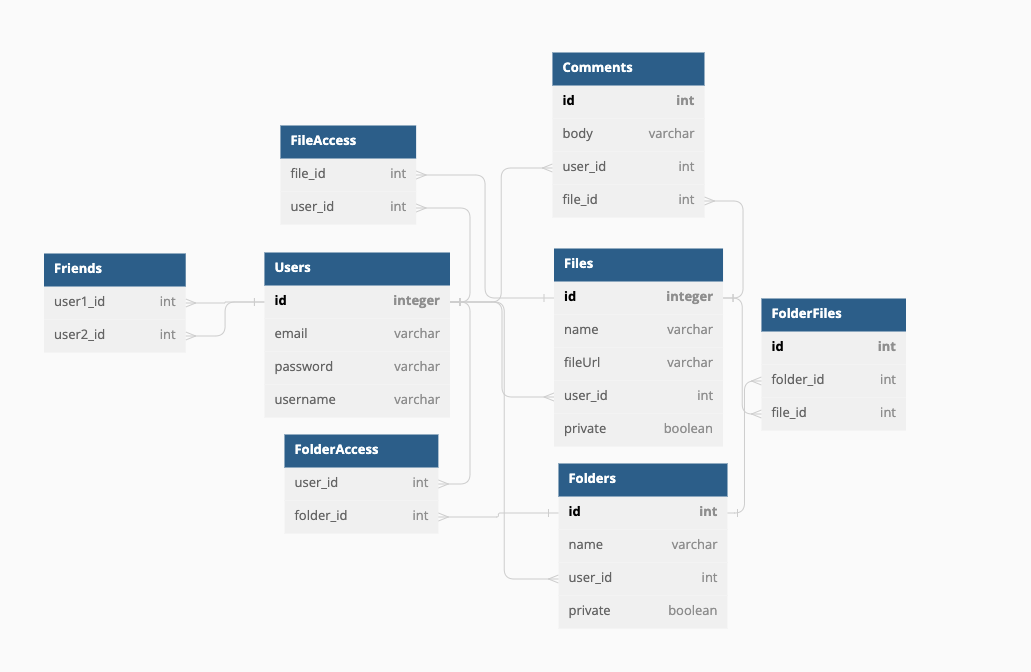 Comments
id int
body varchar
user_id int
file_id int
FileAccess
file_id int
user_id int
Friends
user1_id int
user2_id int
Users
id integer
email varchar
password varchar
username varchar
Files
id integer
name varchar
fileUrl varchar
user_id int
private boolean
FolderFiles
id int
folder_id int
file_id int
FolderAccess
user_id int
folder_id int
Folders
id int
name varchar
user_id int
private boolean